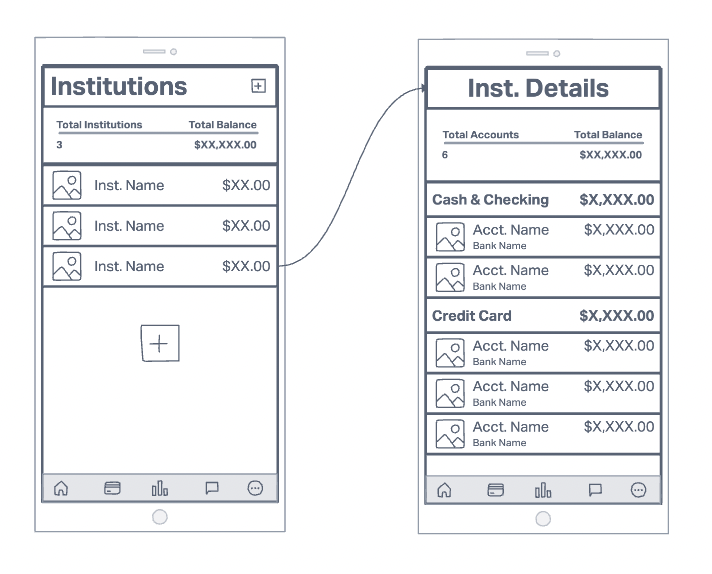 Institutions
Total Institutions Total Balance
3 $XX,XXX.00
Inst. Name $XX.00
Inst. Name $XX.00
Inst. Name $XX.00
Inst. Details
Total Accounts Total Balance
6 $XX,XXX.00
Cash & Checking $X,XXX.00
Acct. Name $X,XXX.00
Bank Name
Acct. Name $X,XXX.00
Bank Name
Credit Card $X,XXX.00
Acct. Name $X,XXX.00
Bank Name
Acct. Name $X,XXX.00
Bank Name
Acct. Name $X,XXX.00
Bank Name